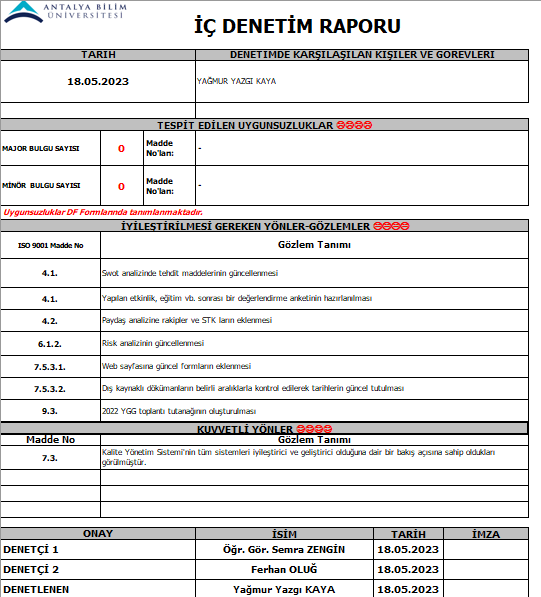 ANTALYA BİLİM
ÜNİVERSİTESİ
İÇ DENETİM RAPORU
TARİH DENETİMDE KARŞILAŞILAN KİŞİLER VE GÖREVLERİ
18.05.2023 YAĞMUR YAZGI KAYA
TESPİT EDİLEN UYGUNSUZLUKLAR
MAJOR BULGU SAYISI 0 Madde No'ları: -
MİNÖR BULGU SAYISI 0 Madde No'ları: -
Uygunsuzluklar DF Formlarında tanımlanmaktadır.
İYİLEŞTİRİLMESİ GEREKEN YÖNLER-GÖZLEMLER
ISO 9001 Madde No Gözlem Tanımı
4.1. Swot analizinde tehdit maddelerinin güncellenmesi
4.1. Yapılan etkinlik, eğitim vb. sonrası bir değerlendirme anketinin hazırlanılması
4.2. Paydaş analizine rakipler ve STK ların eklenmesi
6.1.2. Risk analizinin güncellenmesi
7.5.3.1. Web sayfasına güncel formların eklenmesi
7.5.3.2. Dış kaynaklı dökümanların belirli aralıklarla kontrol edilerek tarihlerin güncel tutulması
9.3. 2022 YGG toplantı tutanağının oluşturulması
KUVVETLİ YÖNLER
Madde No Gözlem Tanımı
7.3. Kalite Yönetim Sistemi'nin tüm sistemleri iyileştirici ve geliştirici olduğuna dair bir bakış açısına sahip oldukları
görülmüştür.
ONAY İSİM TARİH İMZA
DENETÇİ 1 Öğr. Gör. Semra ZENGİN 18.05.2023
DENETÇİ 2 Ferhan OLUĞ 18.05.2023
DENETLENEN Yağmur Yazgı KAYA 18.05.2023